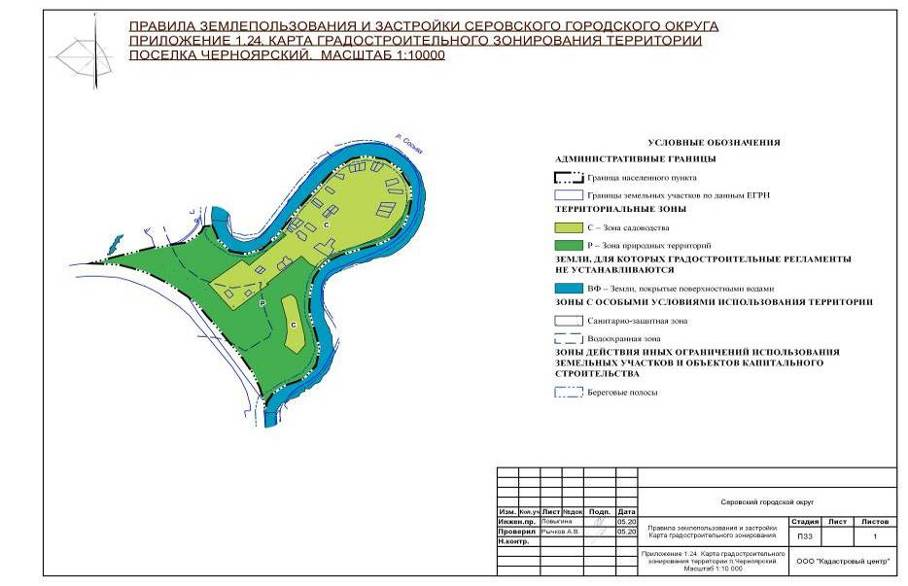 ПРАВИЛА ЗЕМЛЕПОЛЬЗОВАНИЯ И ЗАСТРОЙКИ СЕРОВСКОГО ГОРОДСКОГО ОКРУГА
ПРИЛОЖЕНИЕ 1.24. КАРТА ГРАДОСТРОИТЕЛЬНОГО ЗОНИРОВАНИЯ ТЕРРИТОРИИ
ПОСЕЛКА ЧЕРНОЯРСКИЙ. МАСШТАБ 1:10000
р. Сосьва
С
Р
С
УСЛОВНЫЕ ОБОЗНАЧЕНИЯ
АДМИНИСТРАТИВНЫЕ ГРАНИЦЫ
Граница населенного пункта
Границы земельных участков по данным ЕГРН
ТЕРРИТОРИАЛЬНЫЕ ЗОНЫ
С – Зона садоводства
Р – Зона природных территорий
ЗЕМЛИ, ДЛЯ КОТОРЫХ ГРАДОСТРОИТЕЛЬНЫЕ РЕГЛАМЕНТЫ
НЕ УСТАНАВЛИВАЮТСЯ
ВФ – Земли, покрытые поверхностными водами
ЗОНЫ С ОСОБЫМИ УСЛОВИЯМИ ИСПОЛЬЗОВАНИЯ ТЕРРИТОРИИ
Санитарно-защитная зона
Водоохранная зона
ЗОНЫ ДЕЙСТВИЯ ИНЫХ ОГРАНИЧЕНИЙ ИСПОЛЬЗОВАНИЯ
ЗЕМЕЛЬНЫХ УЧАСТКОВ И ОБЪЕКТОВ КАПИТАЛЬНОГО
СТРОИТЕЛЬСТВА
Береговые полосы
Серовский городской округ
Изм. Кол.уч Лист №док Подп. Дата
Инжен.пр. Ловыгина 05.20
Проверил Рычков А.В. 05.20
Н.контр.
Правила землепользования и застройки
Карта градостроительного зонирования
Стадия Лист Листов
ПЗЗ 1
Приложение 1.24. Карта градостроительного
зонирования территории п.Черноярский.
Масштаб 1:10 000
ООО "Кадастровый центр"